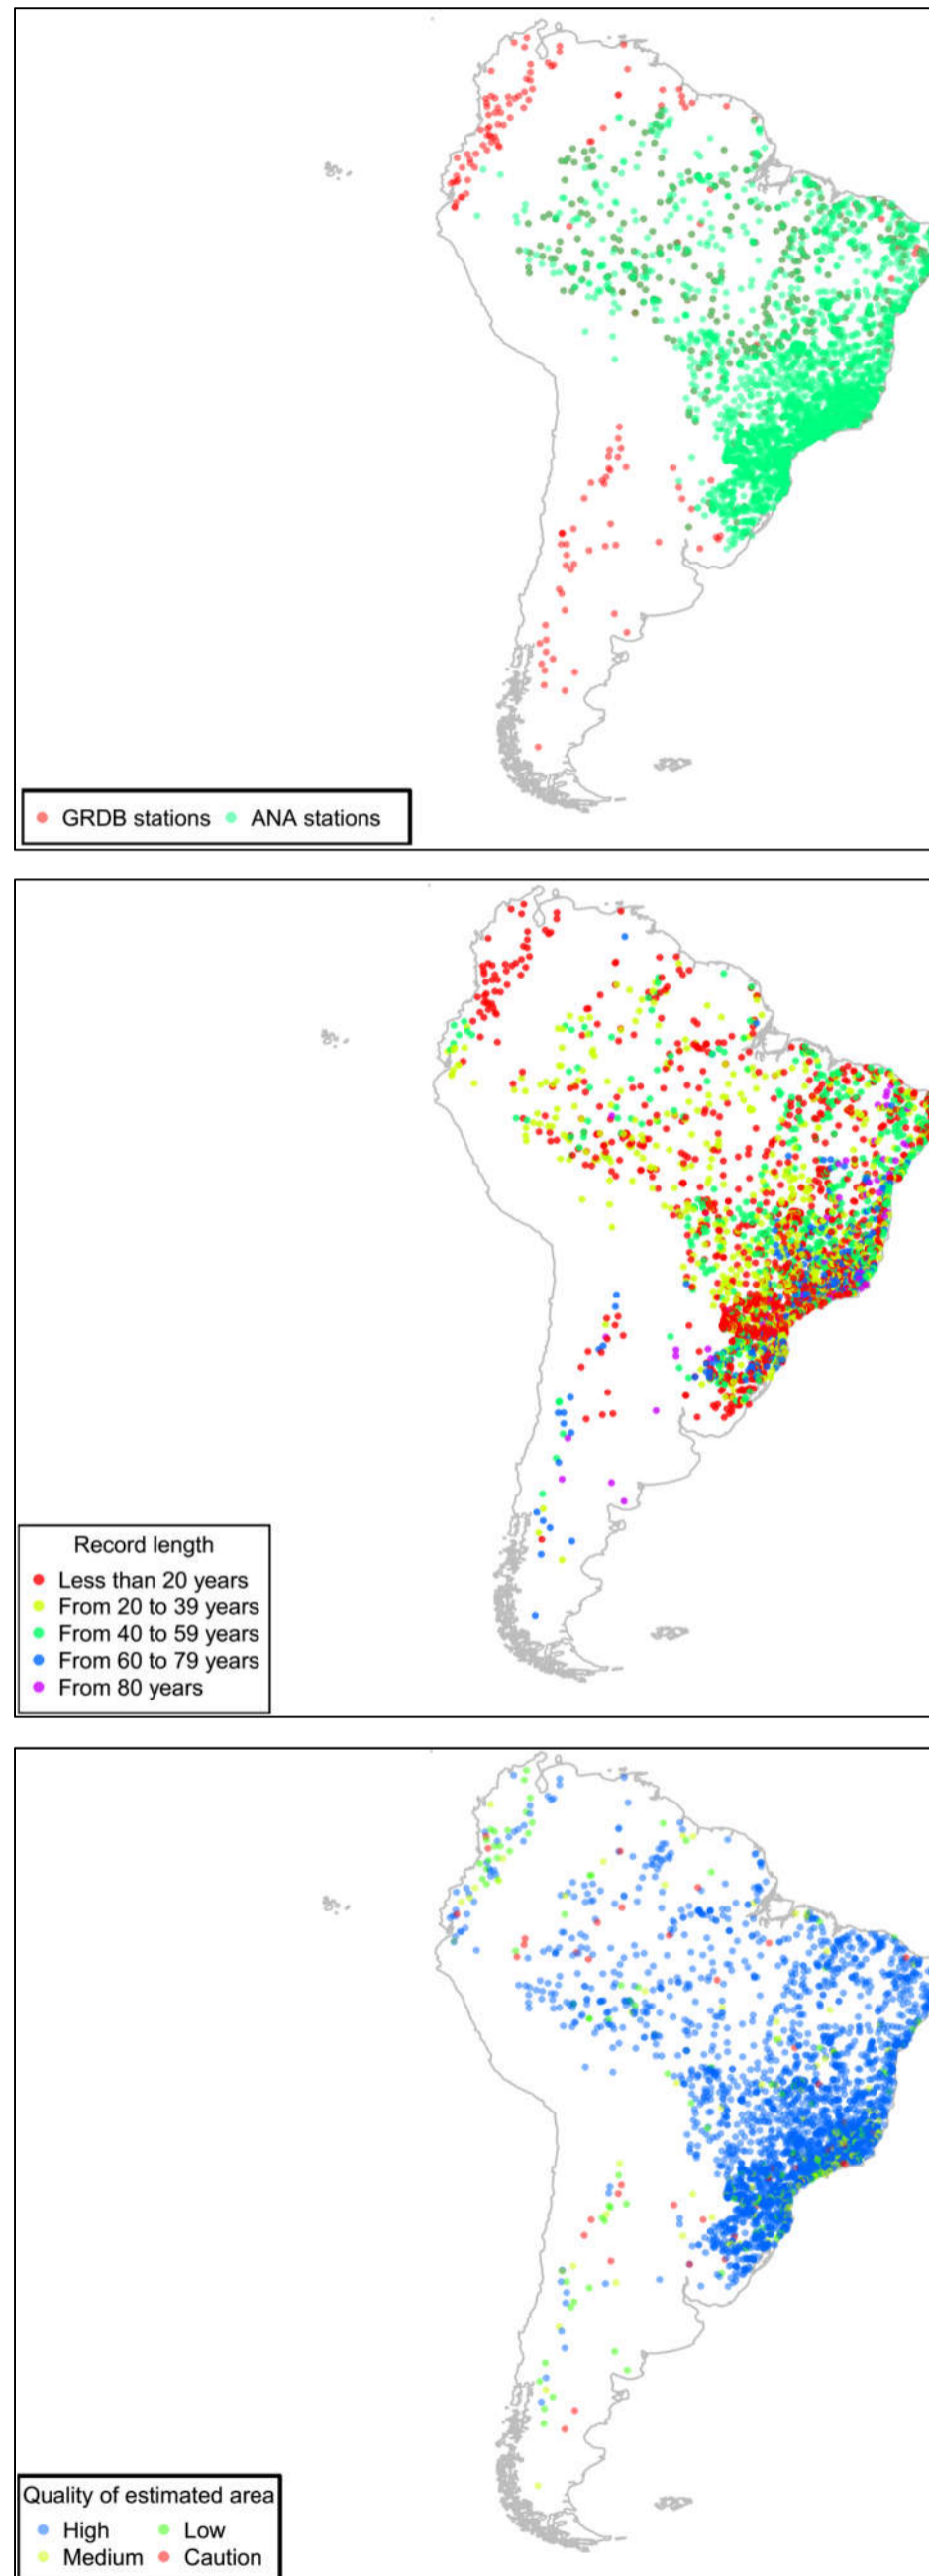 GRDB stations ANA stations
Record length
Less than 20 years
From 20 to 39 years
From 40 to 59 years
From 60 to 79 years
From 80 years
Quality of estimated area
High Low
Medium Caution